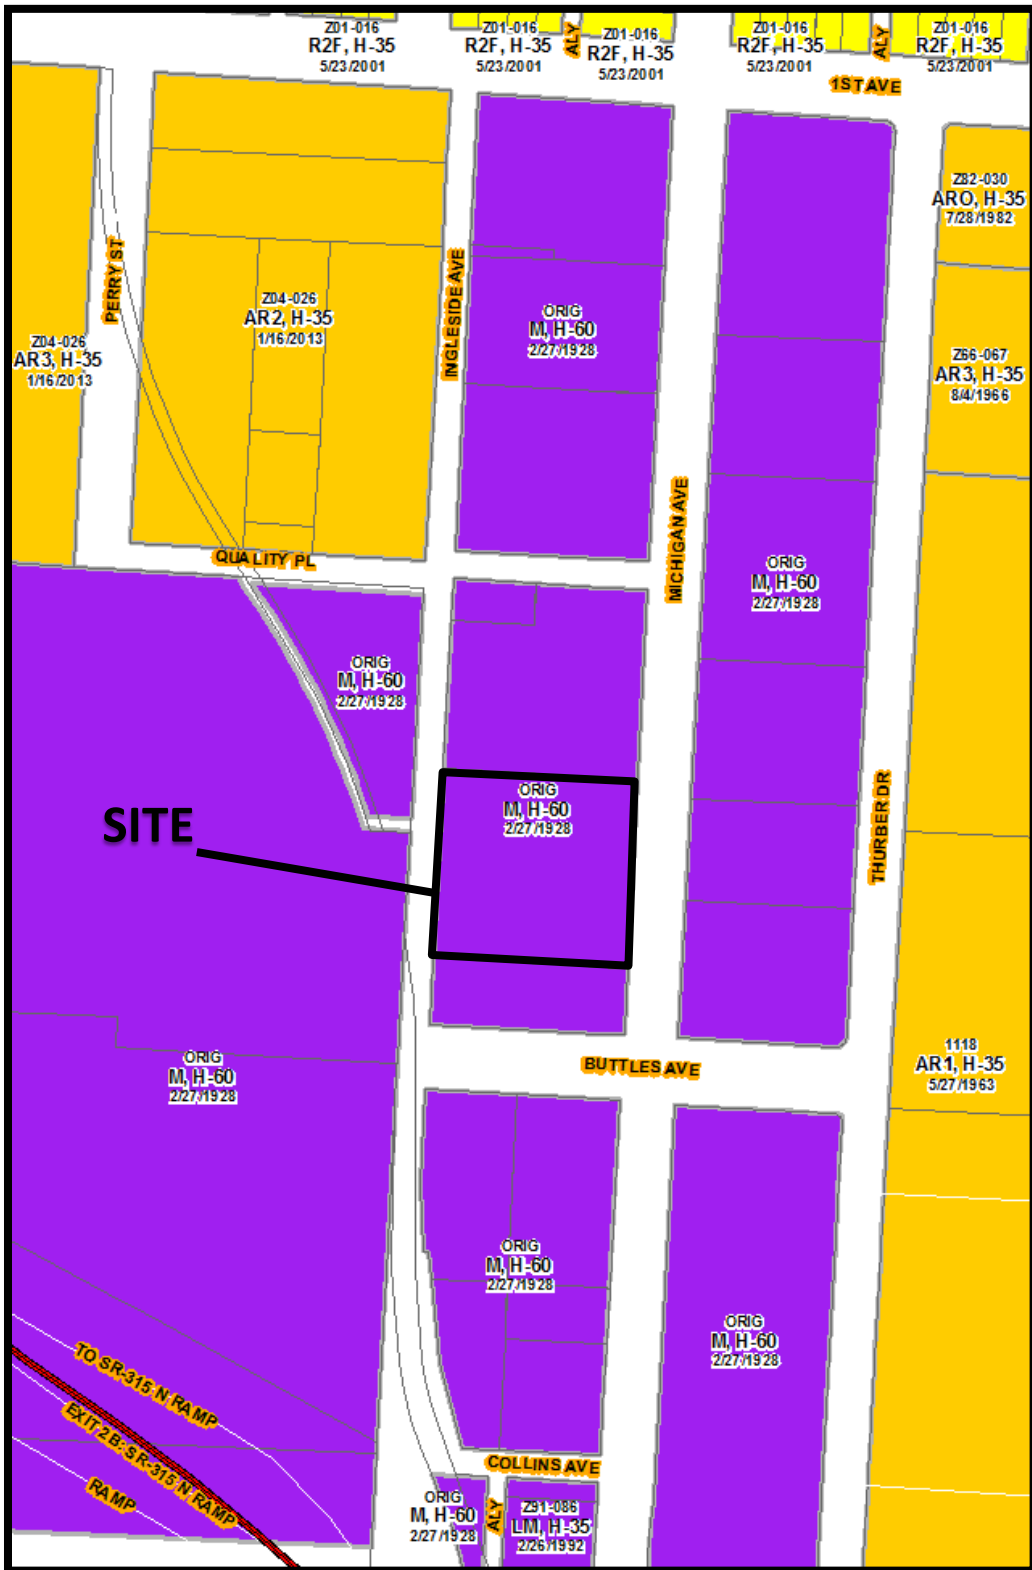 Z01-016
R2F, H-35
5/23/2001
Z01-016
R2F, H-35
5/23/2001
ALY
Z01-016
R2F, H-35
5/23/2001
Z01-016
R2F, H-35
5/23/2001
ALY
Z01-016
R2F, H-35
5/23/2001
1ST AVE
Z82-030
ARO, H-35
7/28/1982
PERRY ST
Z04-026
AR2, H-35
1/16/2013
INGLESIDE AVE
ORIG
M, H-60
2/27/1928
Z04-026
AR3, H-35
1/16/2013
Z66-067
AR3, H-35
8/4/1966
MICHIGAN AVE
QUALITY PL
ORIG
M, H-60
2/27/1928
ORIG
M, H-60
2/27/1928
SITE
ORIG
M, H-60
2/27/1928
THURBER DR
ORIG
M, H-60
2/27/1928
BUTTLES AVE
1118
AR1, H-35
5/27/1963
ORIG
M, H-60
2/27/1928
ORIG
M, H-60
2/27/1928
TO SR-315 N RAMP
EXIT 2B: SR-315 N RAMP
RAMP
COLLINS AVE
ORIG
M, H-60
2/27/1928
ALY
Z91-086
LM, H-35
2/26/1992